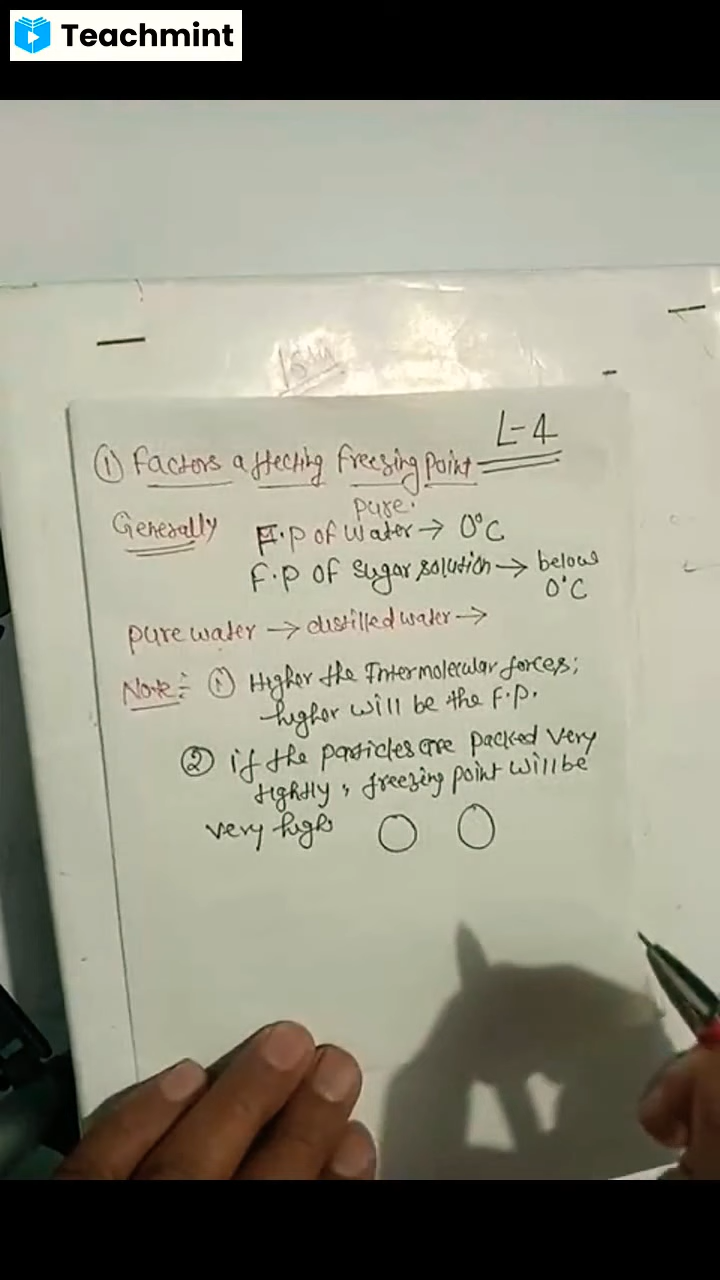 Teachmint
L-4
① Factors affecting Freezing Point
pure.
Generally F.P of Water → 0°C
F.P of Sugar solution → below
0°C
pure water → distilled water →
Note:- ① Higher the Intermolecular forces;
higher will be the F.P.
② if the particles are packed very
tightly, freezing point will be
very high